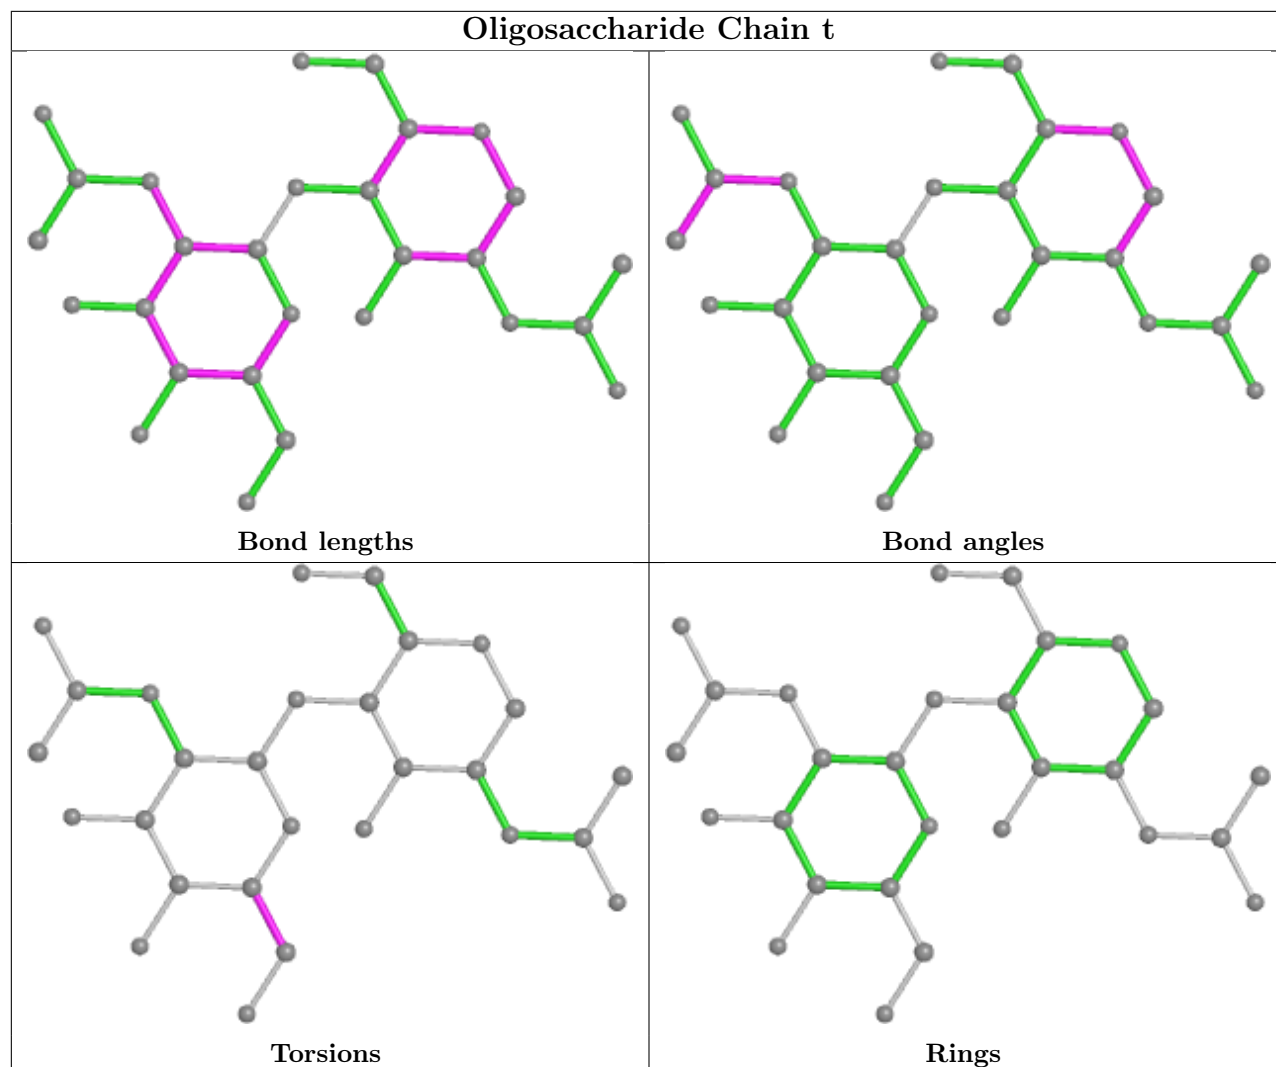 Oligosaccharide Chain t
Bond lengths
Bond angles
Torsions
Rings